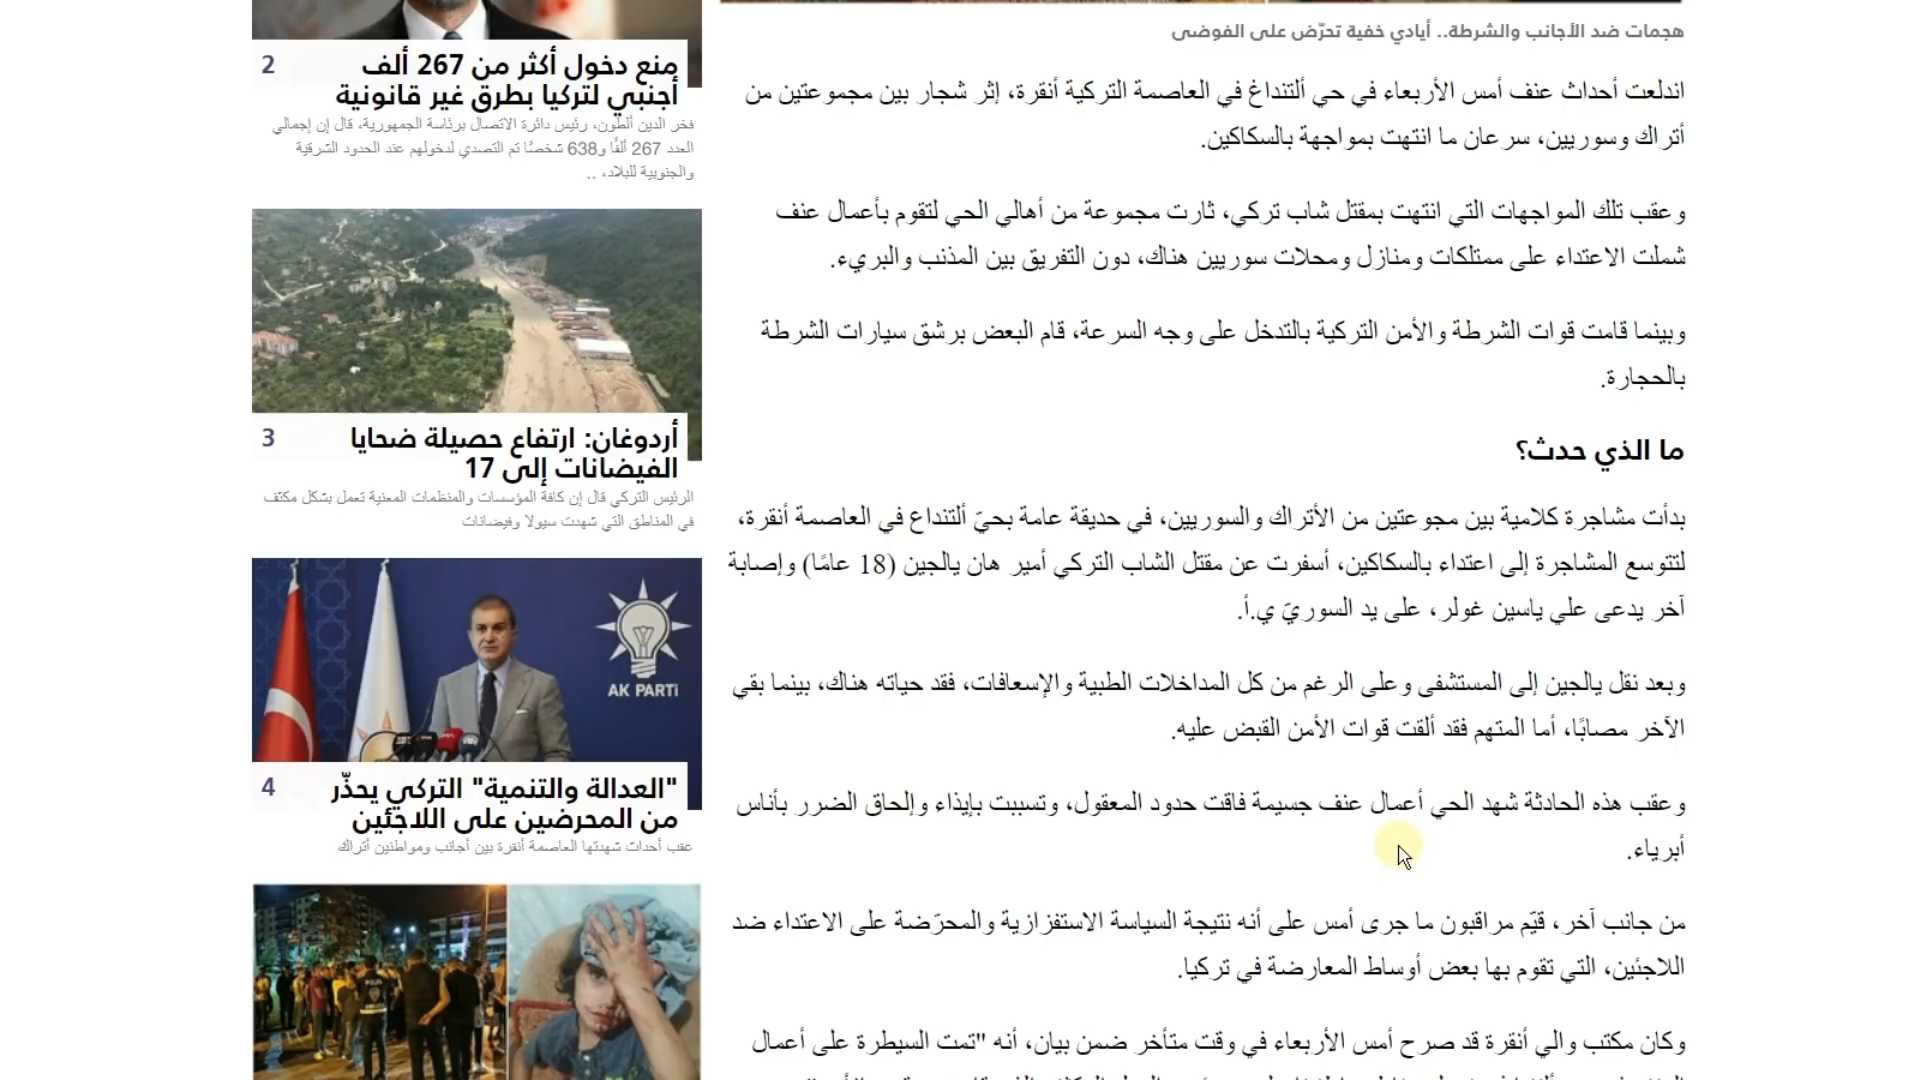 هجمات ضد الأجانب والشرطة.. أيادي خفية تحرّض على الفوضى
اندلعت أحداث عنف أمس الأربعاء في حي ألتنداغ في العاصمة التركية أنقرة، إثر شجار بين مجموعتين من
أتراك وسوريين، سرعان ما انتهت بمواجهة بالسكاكين.
وعقب تلك المواجهات التي انتهت بمقتل شاب تركي، ثارت مجموعة من أهالي الحي لتقوم بأعمال عنف
شملت الاعتداء على ممتلكات ومنازل ومحلات سوريين هناك، دون التفريق بين المذنب والبريء.
وبينما قامت قوات الشرطة والأمن التركية بالتدخل على وجه السرعة، قام البعض برشق سيارات الشرطة
بالحجارة.
ما الذي حدث؟
بدأت مشاجرة كلامية بين مجوعتين من الأتراك والسوريين، في حديقة عامة بحيّ ألتنداع في العاصمة أنقرة،
لتتوسع المشاجرة إلى اعتداء بالسكاكين، أسفرت عن مقتل الشاب التركي أمير هان يالجين (18 عامًا) وإصابة
آخر يدعى علي ياسين غولر، على يد السوريّ ي.أ.
وبعد نقل يالجين إلى المستشفى وعلى الرغم من كل المداخلات الطبية والإسعافات، فقد حياته هناك، بينما بقي
الآخر مصابًا، أما المتهم فقد ألقت قوات الأمن القبض عليه.
وعقب هذه الحادثة شهد الحي أعمال عنف جسيمة فاقت حدود المعقول، وتسببت بإيذاء وإلحاق الضرر بأناس
أبرياء.
من جانب آخر، قيّم مراقبون ما جرى أمس على أنه نتيجة السياسة الاستفزازية والمحرّضة على الاعتداء ضد
اللاجئين، التي تقوم بها بعض أوساط المعارضة في تركيا.
وكان مكتب والي أنقرة قد صرح أمس الأربعاء في وقت متأخر ضمن بيان، أنه "تمت السيطرة على أعمال
2
منع دخول أكثر من 267 ألف
أجنبي لتركيا بطرق غير قانونية
فخر الدين ألطون، رئيس دائرة الاتصال برئاسة الجمهورية، قال إن إجمالي
العدد 267 ألفًا و638 شخصًا تم التصدي لدخولهم عند الحدود الشرقية
والجنوبية للبلاد، ..
3
أردوغان: ارتفاع حصيلة ضحايا
الفيضانات إلى 17
الرئيس التركي قال إن كافة المؤسسات والمنظمات المعنية تعمل بشكل مكثف
في المناطق التي شهدت سيولا وفيضانات
AK PARTi
4
"العدالة والتنمية" التركي يحذّر
من المحرضين على اللاجئين
عقب أحداث شهدتها العاصمة أنقرة بين أجانب ومواطنين أتراك